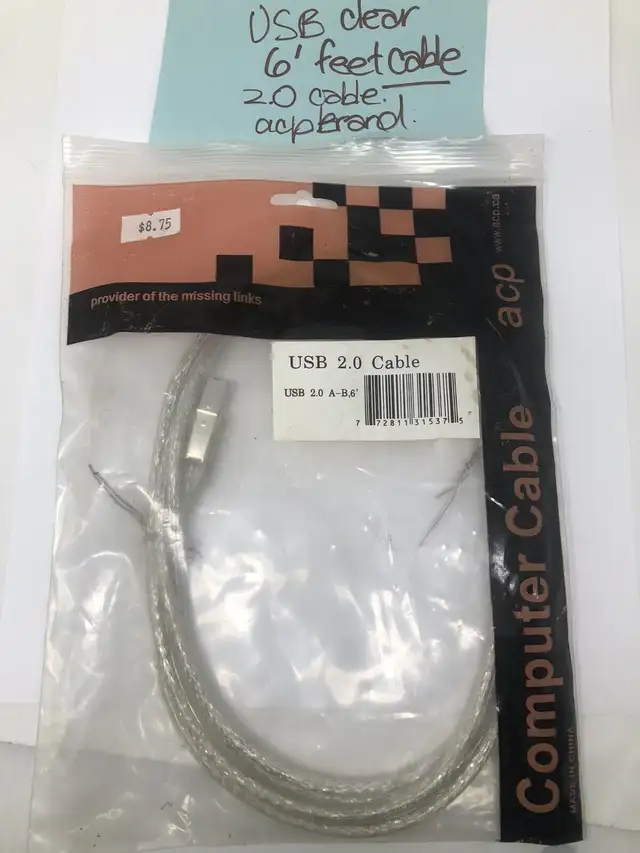 USB clear
6' feet cable
2.0 cable.
acp Brand.
$8.75
provider of the missing links
acp
www.acp.ca
USB 2.0 Cable
USB 2.0 A-B,6'
7 72811 31537 5
Computer Cable
MADE IN CHINA